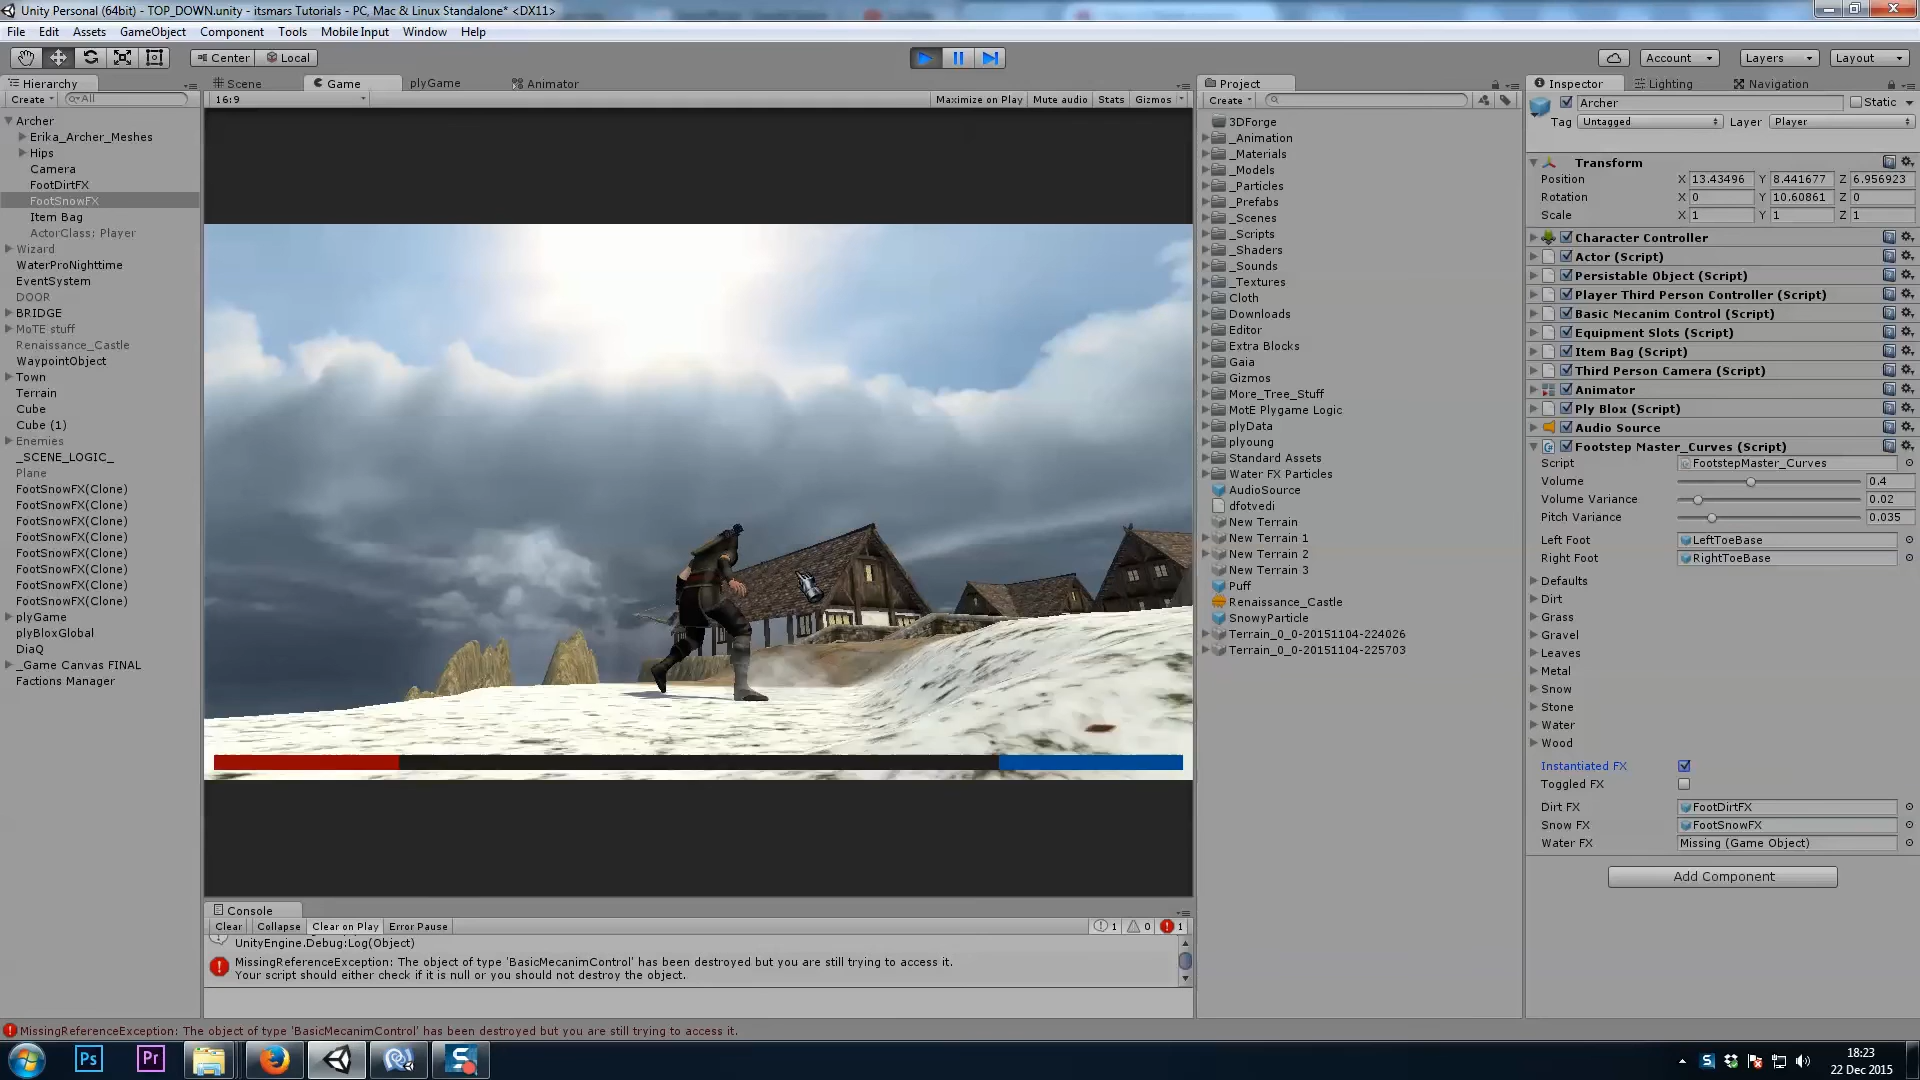 Unity Personal (64bit) - TOP_DOWN.unity - itsmars Tutorials - PC, Mac & Linux Standalone* <DX11>
File Edit Assets GameObject Component Tools Mobile Input Window Help
Center Local Account Layers Layout
Hierarchy
Create All
Archer
Erika_Archer_Meshes
Hips
Camera
FootDirtFX
FootSnowFX
Item Bag
ActorClass: Player
Wizard
WaterProNighttime
EventSystem
DOOR
BRIDGE
MoTE stuff
Renaissance_Castle
WaypointObject
Town
Terrain
Cube
Cube (1)
Enemies
_SCENE_LOGIC_
Plane
FootSnowFX(Clone)
FootSnowFX(Clone)
FootSnowFX(Clone)
FootSnowFX(Clone)
FootSnowFX(Clone)
FootSnowFX(Clone)
FootSnowFX(Clone)
FootSnowFX(Clone)
plyGame
plyBloxGlobal
DiaQ
_Game Canvas FINAL
Factions Manager
Scene Game plyGame Animator
16:9 Maximize on Play Mute audio Stats Gizmos
Console
Clear Collapse Clear on Play Error Pause 1 0 1
UnityEngine.Debug:Log(Object)
MissingReferenceException: The object of type 'BasicMecanimControl' has been destroyed but you are still trying to access it.
Your script should either check if it is null or you should not destroy the object.
Project
Create
3DForge
_Animation
_Materials
_Models
_Particles
_Prefabs
_Scenes
_Scripts
_Shaders
_Sounds
_Textures
Cloth
Downloads
Editor
Extra Blocks
Gaia
Gizmos
More_Tree_Stuff
MotE Plygame Logic
plyData
plyoung
Standard Assets
Water FX Particles
AudioSource
dfotvedi
New Terrain
New Terrain 1
New Terrain 2
New Terrain 3
Puff
Renaissance_Castle
SnowyParticle
Terrain_0_0-20151104-224026
Terrain_0_0-20151104-225703
Inspector Lighting Navigation
Archer Static
Tag Untagged Layer Player
Transform
Position X 13.43496 Y 8.441677 Z 6.956923
Rotation X 0 Y 10.60861 Z 0
Scale X 1 Y 1 Z 1
Character Controller
Actor (Script)
Persistable Object (Script)
Player Third Person Controller (Script)
Basic Mecanim Control (Script)
Equipment Slots (Script)
Item Bag (Script)
Third Person Camera (Script)
Animator
Ply Blox (Script)
Audio Source
Footstep Master_Curves (Script)
Script FootstepMaster_Curves
Volume 0.4
Volume Variance 0.02
Pitch Variance 0.035
Left Foot LeftToeBase
Right Foot RightToeBase
Defaults
Dirt
Grass
Gravel
Leaves
Metal
Snow
Stone
Water
Wood
Instantiated FX
Toggled FX
Dirt FX FootDirtFX
Snow FX FootSnowFX
Water FX Missing (Game Object)
Add Component
MissingReferenceException: The object of type 'BasicMecanimControl' has been destroyed but you are still trying to access it.
Ps Pr S S
18:23
22 Dec 2015